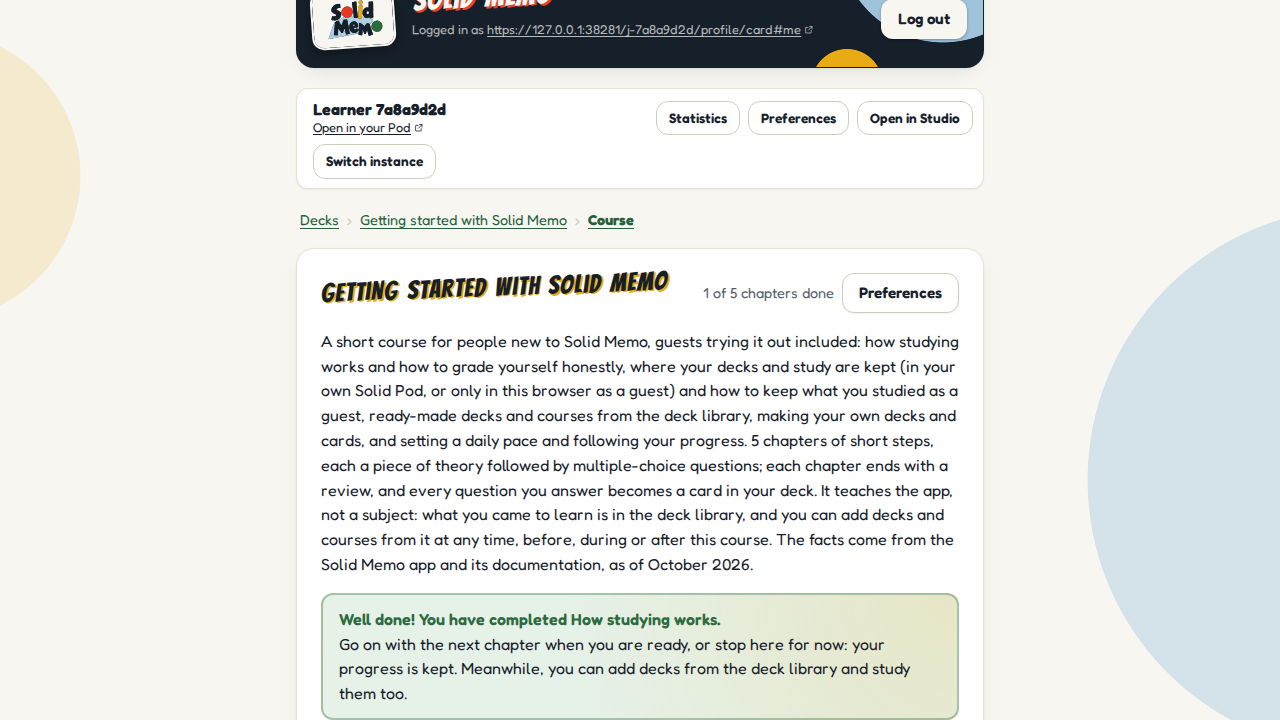 Solid Memo
SOLID MEMO
Logged in as https://127.0.0.1:38281/j-7a8a9d2d/profile/card#me
Log out
Learner 7a8a9d2d
Open in your Pod
Statistics
Preferences
Open in Studio
Switch instance
Decks › Getting started with Solid Memo › Course
GETTING STARTED WITH SOLID MEMO
1 of 5 chapters done
Preferences
A short course for people new to Solid Memo, guests trying it out included: how studying
works and how to grade yourself honestly, where your decks and study are kept (in your
own Solid Pod, or only in this browser as a guest) and how to keep what you studied as a
guest, ready-made decks and courses from the deck library, making your own decks and
cards, and setting a daily pace and following your progress. 5 chapters of short steps,
each a piece of theory followed by multiple-choice questions; each chapter ends with a
review, and every question you answer becomes a card in your deck. It teaches the app,
not a subject: what you came to learn is in the deck library, and you can add decks and
courses from it at any time, before, during or after this course. The facts come from the
Solid Memo app and its documentation, as of October 2026.
Well done! You have completed How studying works.
Go on with the next chapter when you are ready, or stop here for now: your
progress is kept. Meanwhile, you can add decks from the deck library and study
them too.